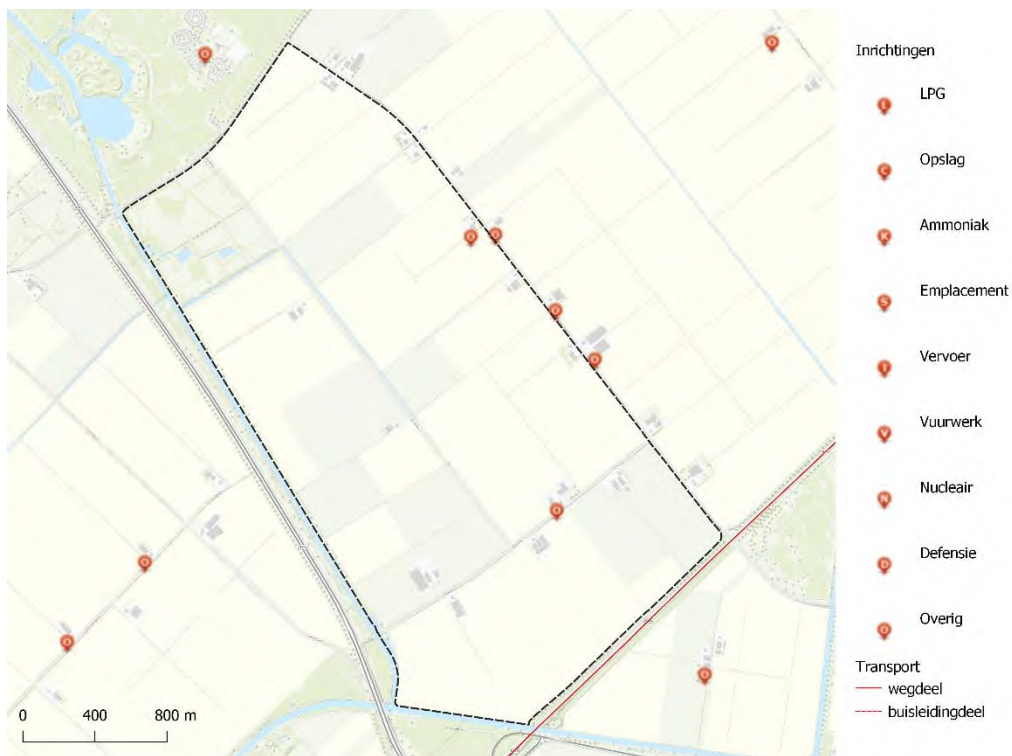 Inrichtingen
L
LPG
C
Opslag
K
Ammoniak
S
Emplacement
T
Vervoer
V
Vuurwerk
N
Nucleair
D
Defensie
O
Overig
Transport
wegdeel
buisleidingdeel
0 400 800 m